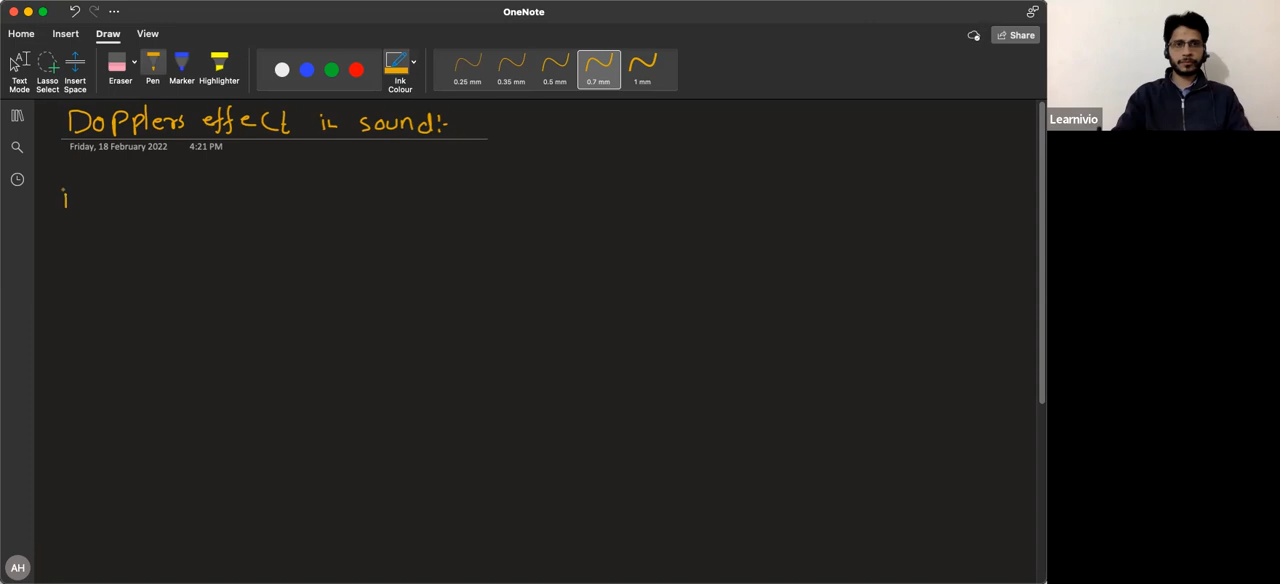 OneNote
Home Insert Draw View
Share
Text Mode
Lasso Select
Insert Space
Eraser
Pen
Marker
Highlighter
Ink Colour
0.25 mm
0.35 mm
0.5 mm
0.7 mm
1 mm
Learnivio
Dopplers effect in sound:-
Friday, 18 February 2022 4:21 PM
i
AH